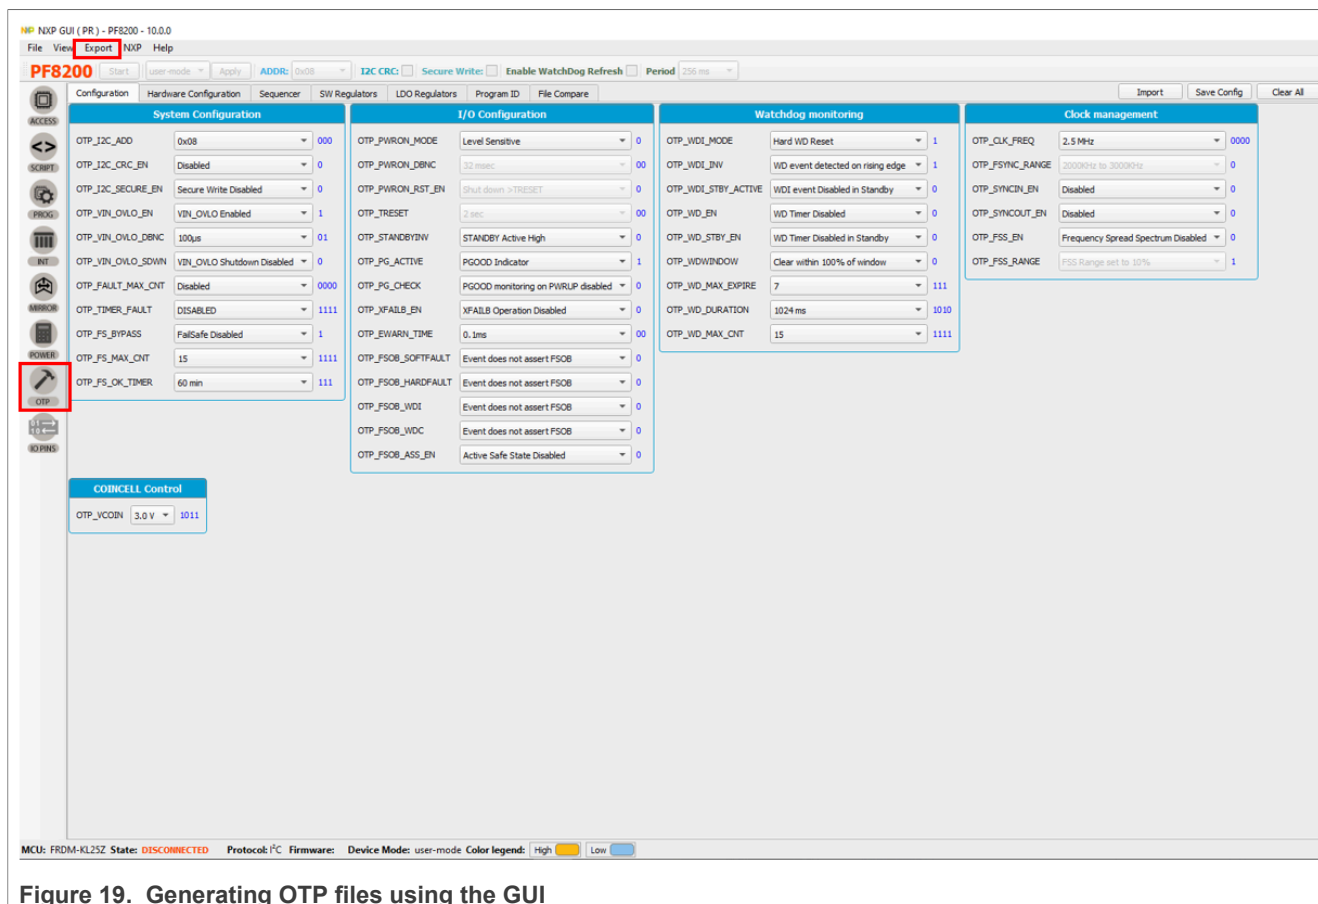 NXP GUI ( PR ) - PF8200 - 10.0.0
File View Export NXP Help
PF8200 Start user-mode Apply ADDR: 0x08 I2C CRC: Secure Write: Enable WatchDog Refresh Period 256 ms
Configuration Hardware Configuration Sequencer SW Regulators LDO Regulators Program ID File Compare Import Save Config Clear All
ACCESS
SCRIPT
PROG
INT
MIRROR
POWER
OTP
IO PINS
System Configuration
OTP_I2C_ADD 0x08 000
OTP_I2C_CRC_EN Disabled 0
OTP_I2C_SECURE_EN Secure Write Disabled 0
OTP_VIN_OVLO_EN VIN_OVLO Enabled 1
OTP_VIN_OVLO_DBNC 100µs 01
OTP_VIN_OVLO_SDWN VIN_OVLO Shutdown Disabled 0
OTP_FAULT_MAX_CNT Disabled 0000
OTP_TIMER_FAULT DISABLED 1111
OTP_FS_BYPASS FailSafe Disabled 1
OTP_FS_MAX_CNT 15 1111
OTP_FS_OK_TIMER 60 min 111
I/O Configuration
OTP_PWRON_MODE Level Sensitive 0
OTP_PWRON_DBNC 32 msec 00
OTP_PWRON_RST_EN Shut down >TRESET 0
OTP_TRESET 2 sec 00
OTP_STANDBYINV STANDBY Active High 0
OTP_PG_ACTIVE PGOOD Indicator 1
OTP_PG_CHECK PGOOD monitoring on PWRUP disabled 0
OTP_XFAILB_EN XFAILB Operation Disabled 0
OTP_EWARN_TIME 0.1ms 00
OTP_FSOB_SOFTFAULT Event does not assert FSOB 0
OTP_FSOB_HARDFAULT Event does not assert FSOB 0
OTP_FSOB_WDI Event does not assert FSOB 0
OTP_FSOB_WDC Event does not assert FSOB 0
OTP_FSOB_ASS_EN Active Safe State Disabled 0
Watchdog monitoring
OTP_WDI_MODE Hard WD Reset 1
OTP_WDI_INV WD event detected on rising edge 1
OTP_WDI_STBY_ACTIVE WDI event Disabled in Standby 0
OTP_WD_EN WD Timer Disabled 0
OTP_WD_STBY_EN WD Timer Disabled in Standby 0
OTP_WDWINDOW Clear within 100% of window 0
OTP_WD_MAX_EXPIRE 7 111
OTP_WD_DURATION 1024 ms 1010
OTP_WD_MAX_CNT 15 1111
Clock management
OTP_CLK_FREQ 2.5 MHz 0000
OTP_FSYNC_RANGE 2000KHz to 3000KHz 0
OTP_SYNCIN_EN Disabled 0
OTP_SYNCOUT_EN Disabled 0
OTP_FSS_EN Frequency Spread Spectrum Disabled 0
OTP_FSS_RANGE FSS Range set to 10% 1
COINCELL Control
OTP_VCOIN 3.0 V 1011
MCU: FRDM-KL25Z State: DISCONNECTED Protocol: I²C Firmware: Device Mode: user-mode Color legend: High Low
Figure 19. Generating OTP files using the GUI